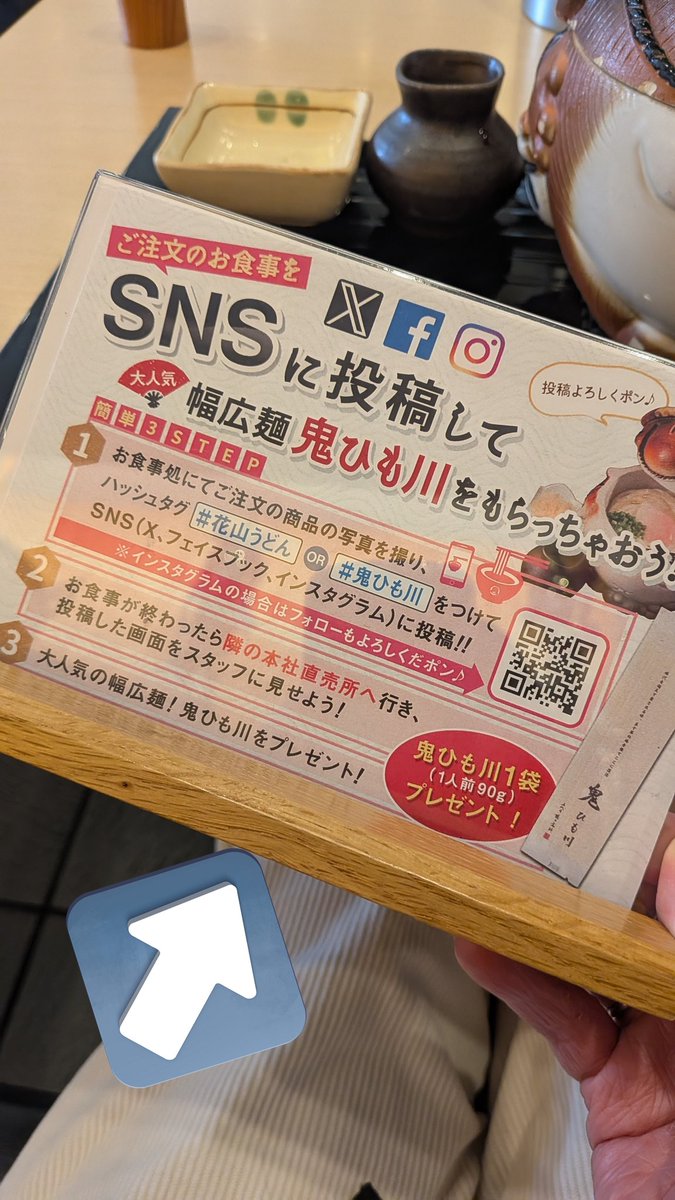 ご注文のお食事を
SNSに投稿して
大人気
幅広麺 鬼ひも川をもらっちゃおう!
投稿よろしくポン♪
簡単3STEP
1
お食事処にてご注文の商品の写真を撮り、
ハッシュタグ #花山うどん OR #鬼ひも川 をつけて
SNS(X、フェイスブック、インスタグラム)に投稿!!
※インスタグラムの場合はフォローもよろしくだポン♪
2
お食事が終わったら隣の本社直売所へ行き、
投稿した画面をスタッフに見せよう!
3
大人気の幅広麺!鬼ひも川をプレゼント!
鬼ひも川1袋
(1人前90g)
プレゼント!
鬼ひも川